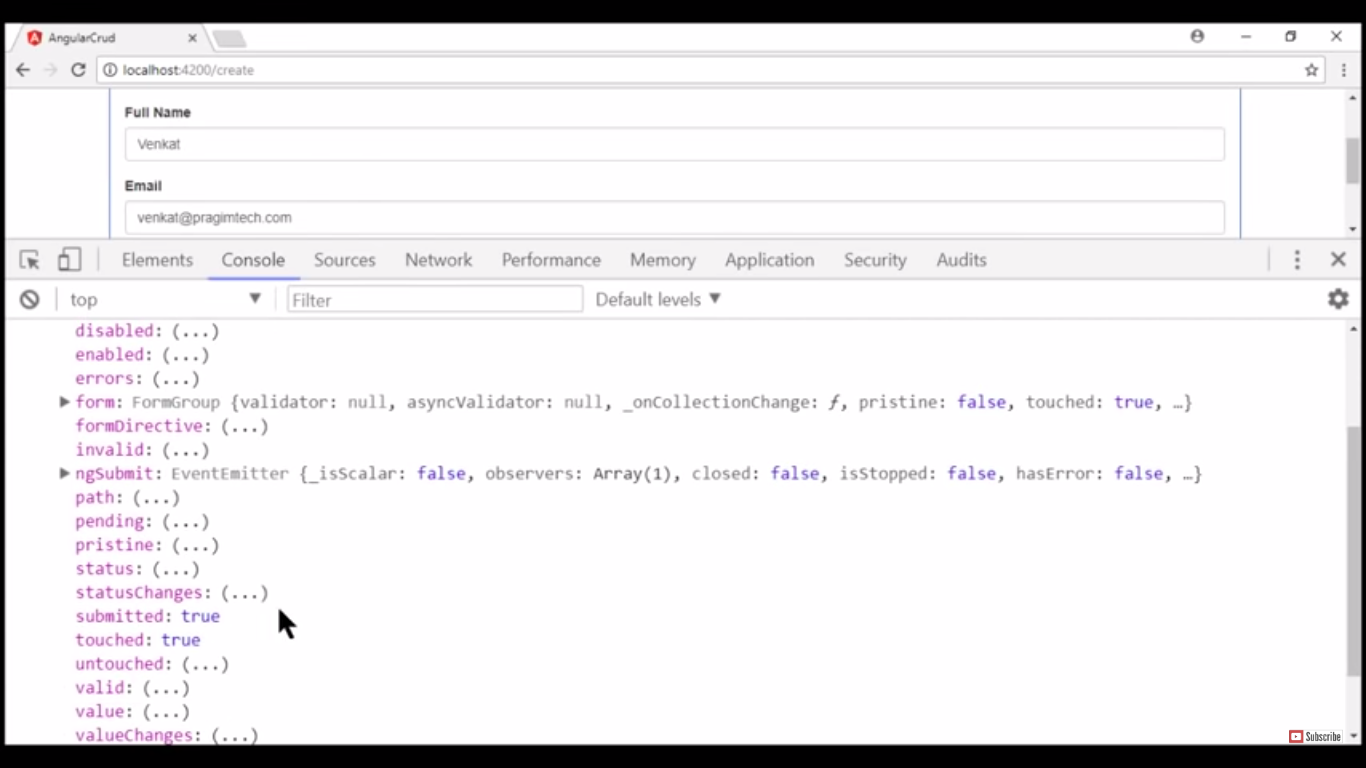 AngularCrud
localhost:4200/create
Full Name
Venkat
Email
venkat@pragimtech.com
Elements Console Sources Network Performance Memory Application Security Audits
top Filter Default levels
disabled: (...)
enabled: (...)
errors: (...)
form: FormGroup {validator: null, asyncValidator: null, _onCollectionChange: ƒ, pristine: false, touched: true, …}
formDirective: (...)
invalid: (...)
ngSubmit: EventEmitter {_isScalar: false, observers: Array(1), closed: false, isStopped: false, hasError: false, …}
path: (...)
pending: (...)
pristine: (...)
status: (...)
statusChanges: (...)
submitted: true
touched: true
untouched: (...)
valid: (...)
value: (...)
valueChanges: (...)
Subscribe